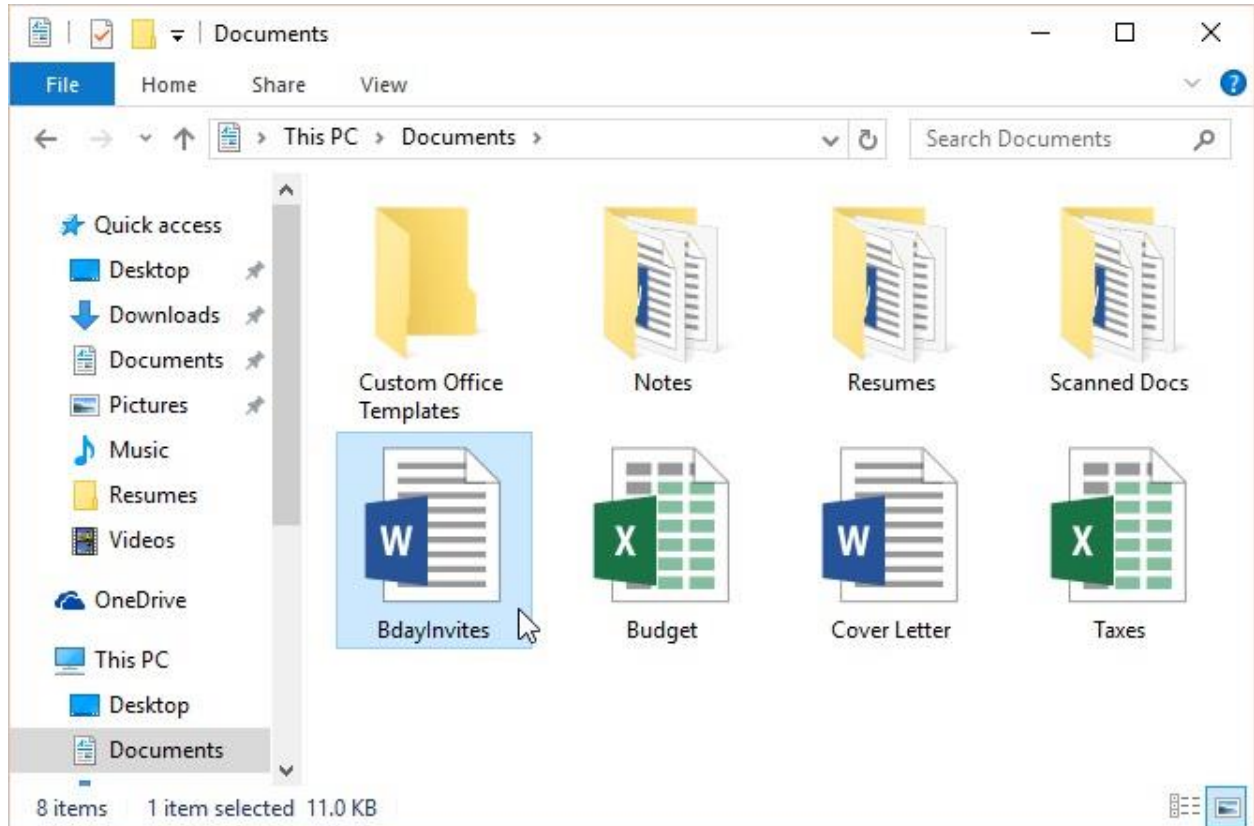 Documents
File Home Share View
This PC > Documents > Search Documents
Quick access
Desktop
Downloads
Documents
Pictures
Music
Resumes
Videos
OneDrive
This PC
Desktop
Documents
Custom Office
Templates
Notes
Resumes
Scanned Docs
W
BdayInvites
X
Budget
W
Cover Letter
X
Taxes
8 items 1 item selected 11.0 KB